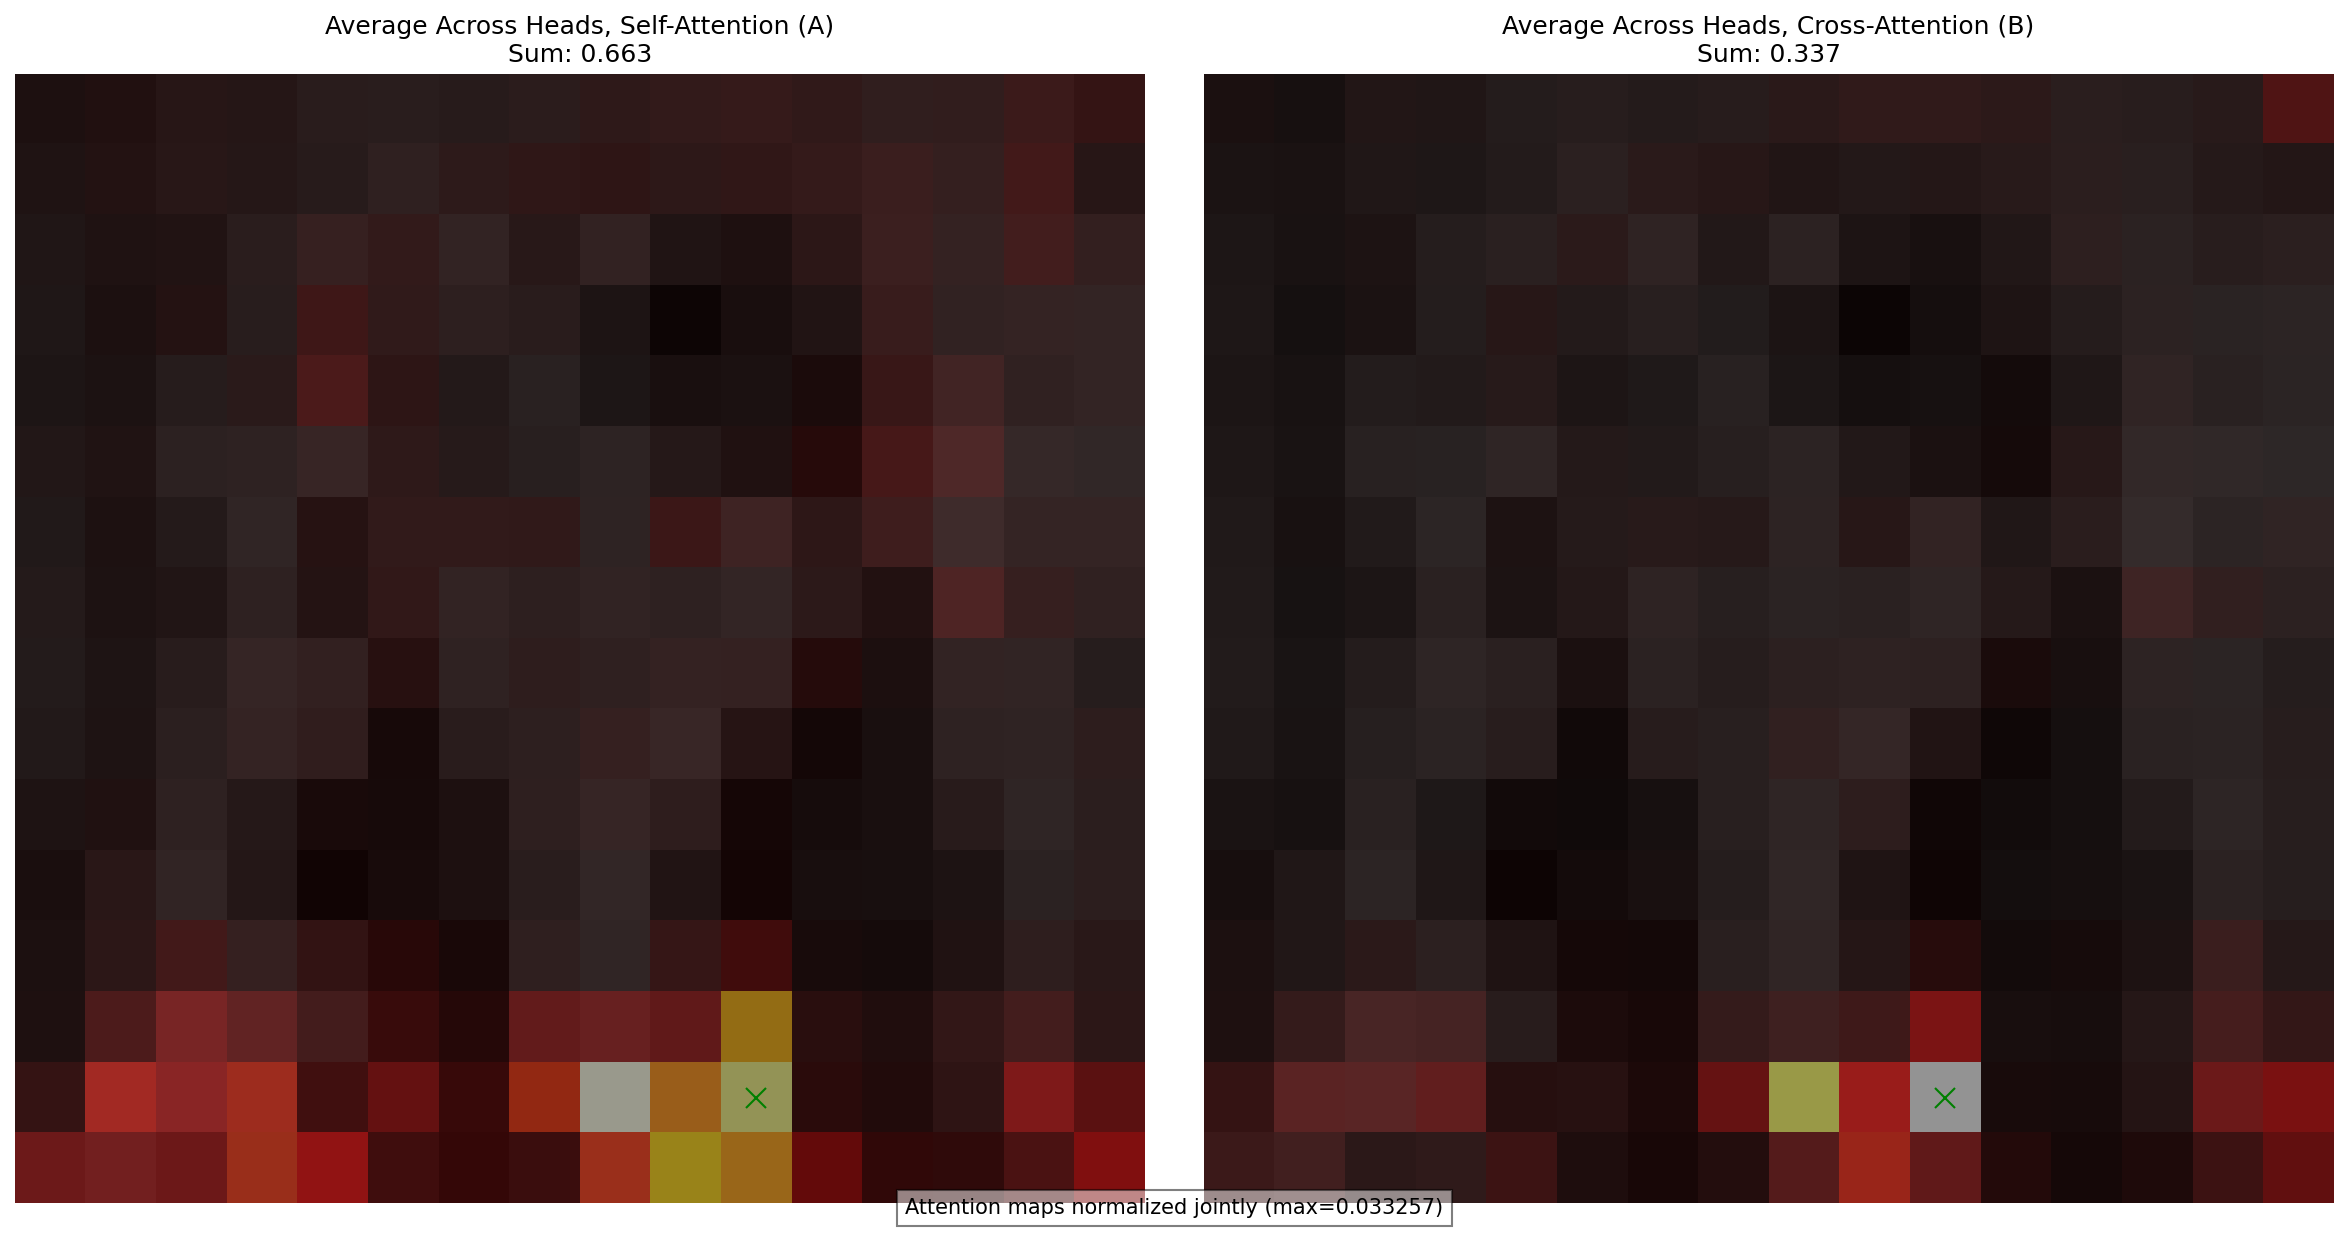 Average Across Heads, Self-Attention (A)
Sum: 0.663
Average Across Heads, Cross-Attention (B)
Sum: 0.337
Attention maps normalized jointly (max=0.033257)